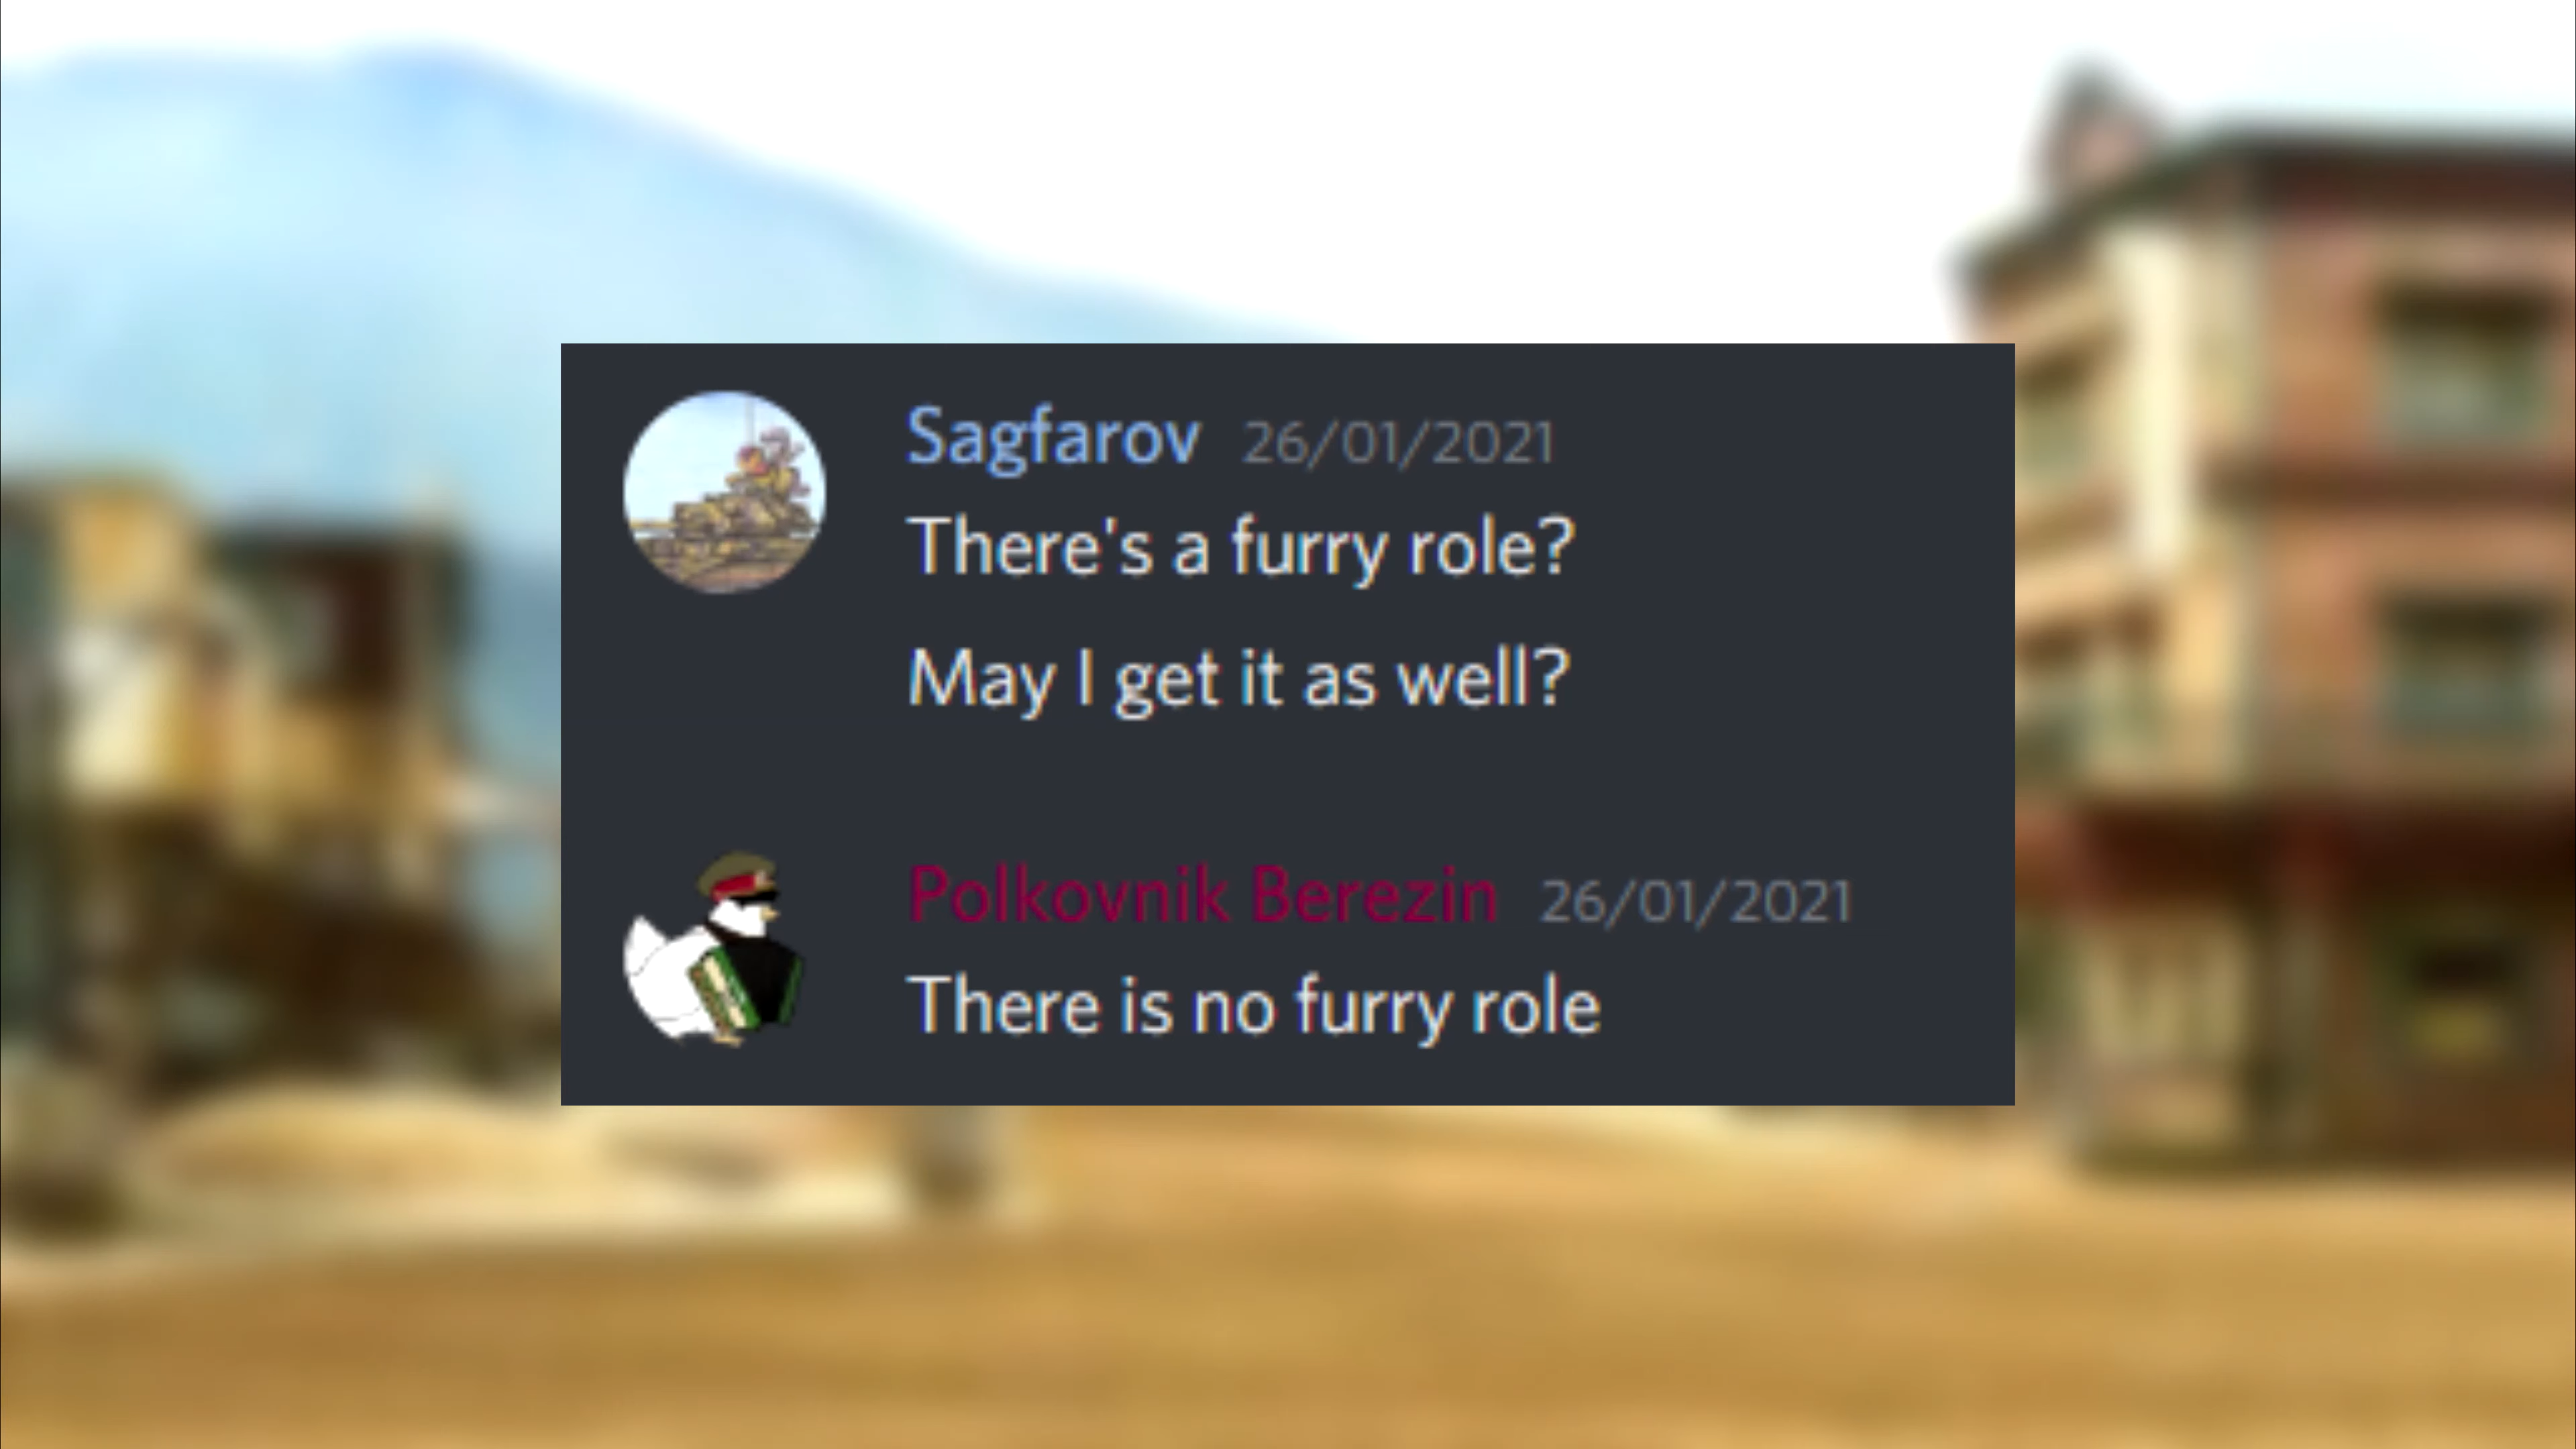 Sagfarov 26/01/2021
There's a furry role?
May I get it as well?
Polkovnik Berezin 26/01/2021
There is no furry role